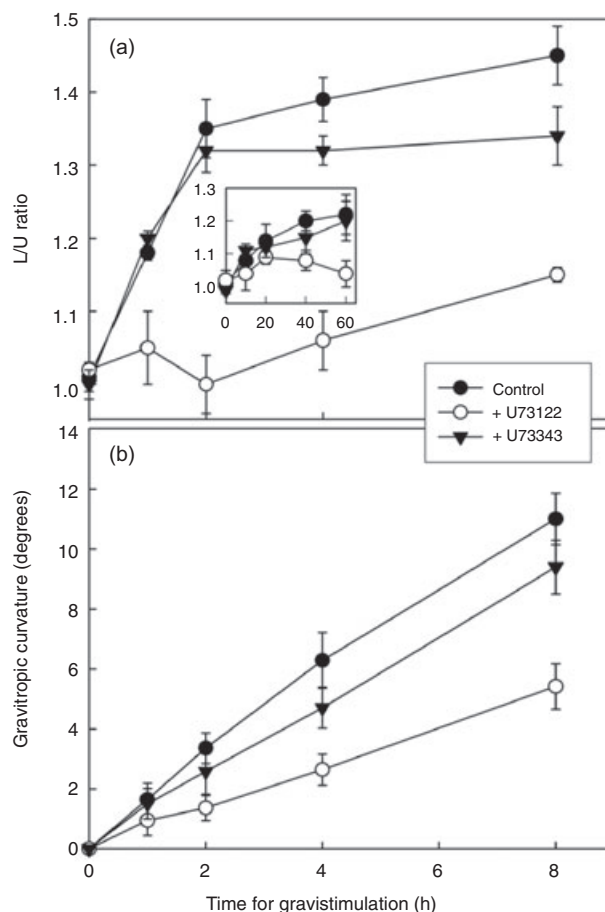 (a)
1.5
1.4
1.3
1.2
1.1
1.0
L/U ratio
1.3
1.2
1.1
1.0
0 20 40 60
Control
+ U73122
+ U73343
(b)
14
12
10
8
6
4
2
0
Gravitropic curvature (degrees)
0 2 4 6 8
Time for gravistimulation (h)